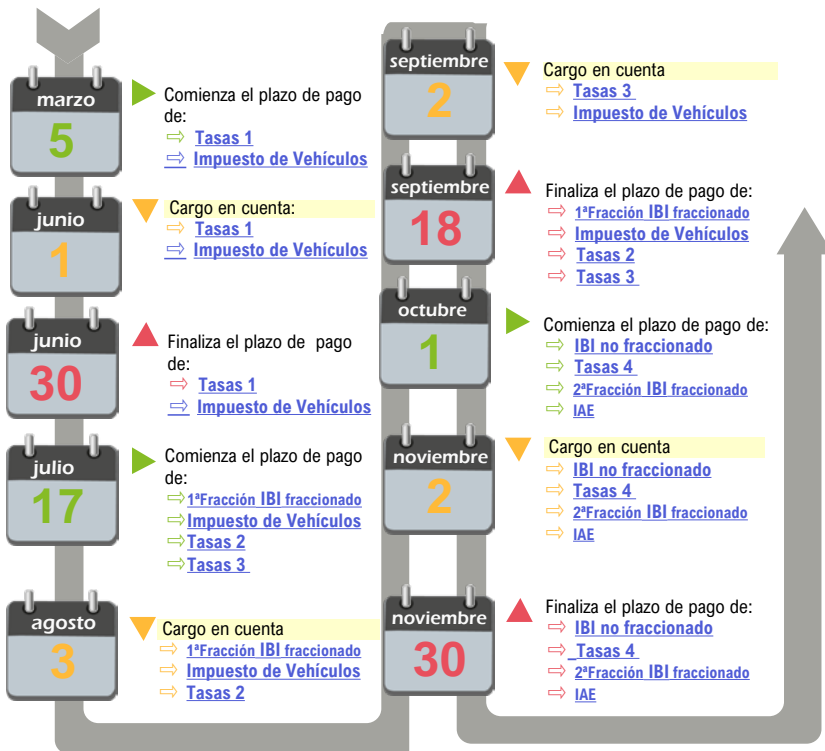 marzo
5
Comienza el plazo de pago
de:
⇨ Tasas 1
⇨ Impuesto de Vehículos
junio
1
Cargo en cuenta:
⇨ Tasas 1
⇨ Impuesto de Vehículos
junio
30
Finaliza el plazo de pago
de:
⇨ Tasas 1
⇨ Impuesto de Vehículos
julio
17
Comienza el plazo de pago
de:
⇨ 1ªFracción IBI fraccionado
⇨ Impuesto de Vehículos
⇨ Tasas 2
⇨ Tasas 3
agosto
3
Cargo en cuenta
⇨ 1ªFracción IBI fraccionado
⇨ Impuesto de Vehículos
⇨ Tasas 2
septiembre
2
Cargo en cuenta
⇨ Tasas 3
⇨ Impuesto de Vehículos
septiembre
18
Finaliza el plazo de pago de:
⇨ 1ªFracción IBI fraccionado
⇨ Impuesto de Vehículos
⇨ Tasas 2
⇨ Tasas 3
octubre
1
Comienza el plazo de pago de:
⇨ IBI no fraccionado
⇨ Tasas 4
⇨ 2ªFracción IBI fraccionado
⇨ IAE
noviembre
2
Cargo en cuenta
⇨ IBI no fraccionado
⇨ Tasas 4
⇨ 2ªFracción IBI fraccionado
⇨ IAE
noviembre
30
Finaliza el plazo de pago de:
⇨ IBI no fraccionado
⇨ Tasas 4
⇨ 2ªFracción IBI fraccionado
⇨ IAE